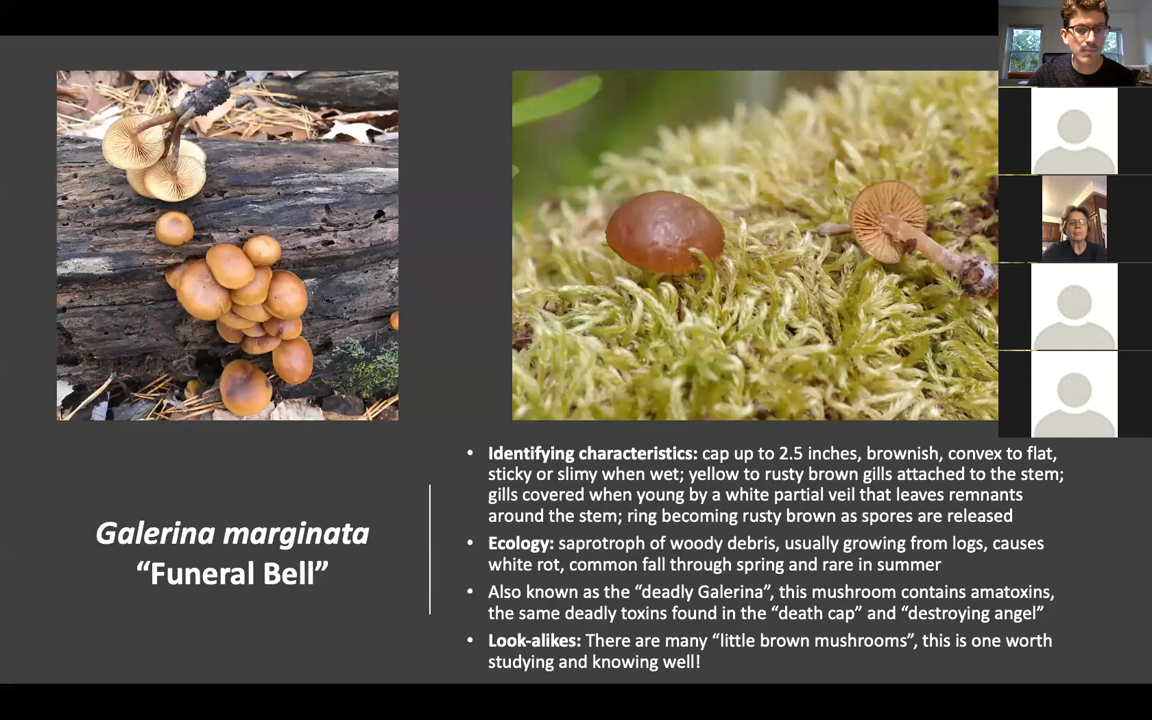 Galerina marginata
“Funeral Bell”
• Identifying characteristics: cap up to 2.5 inches, brownish, convex to flat,
sticky or slimy when wet; yellow to rusty brown gills attached to the stem;
gills covered when young by a white partial veil that leaves remnants
around the stem; ring becoming rusty brown as spores are released
• Ecology: saprotroph of woody debris, usually growing from logs, causes
white rot, common fall through spring and rare in summer
• Also known as the “deadly Galerina”, this mushroom contains amatoxins,
the same deadly toxins found in the “death cap” and “destroying angel”
• Look-alikes: There are many “little brown mushrooms”, this is one worth
studying and knowing well!